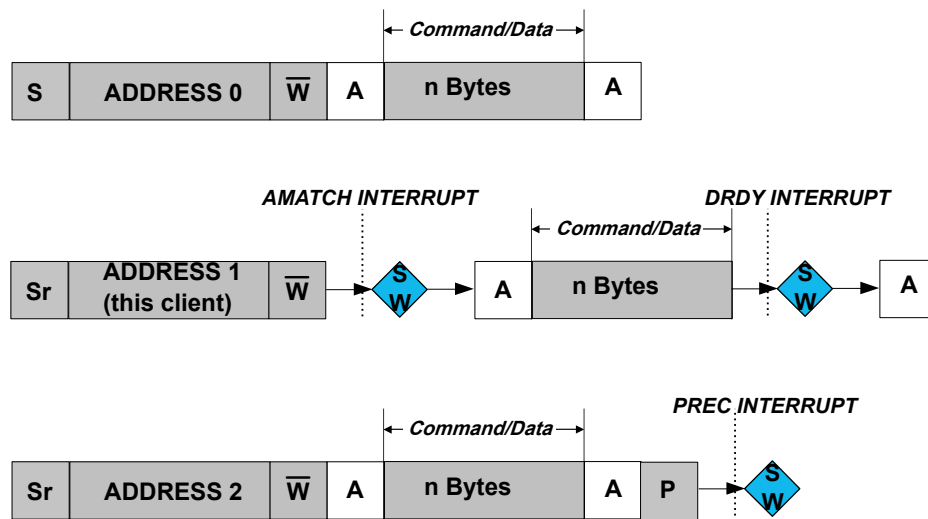 Command/Data
S ADDRESS 0 W̅ A n Bytes A
AMATCH INTERRUPT DRDY INTERRUPT
Command/Data
Sr ADDRESS 1 (this client) W̅ S W A n Bytes S W A
PREC INTERRUPT
Command/Data
Sr ADDRESS 2 W̅ A n Bytes A P S W